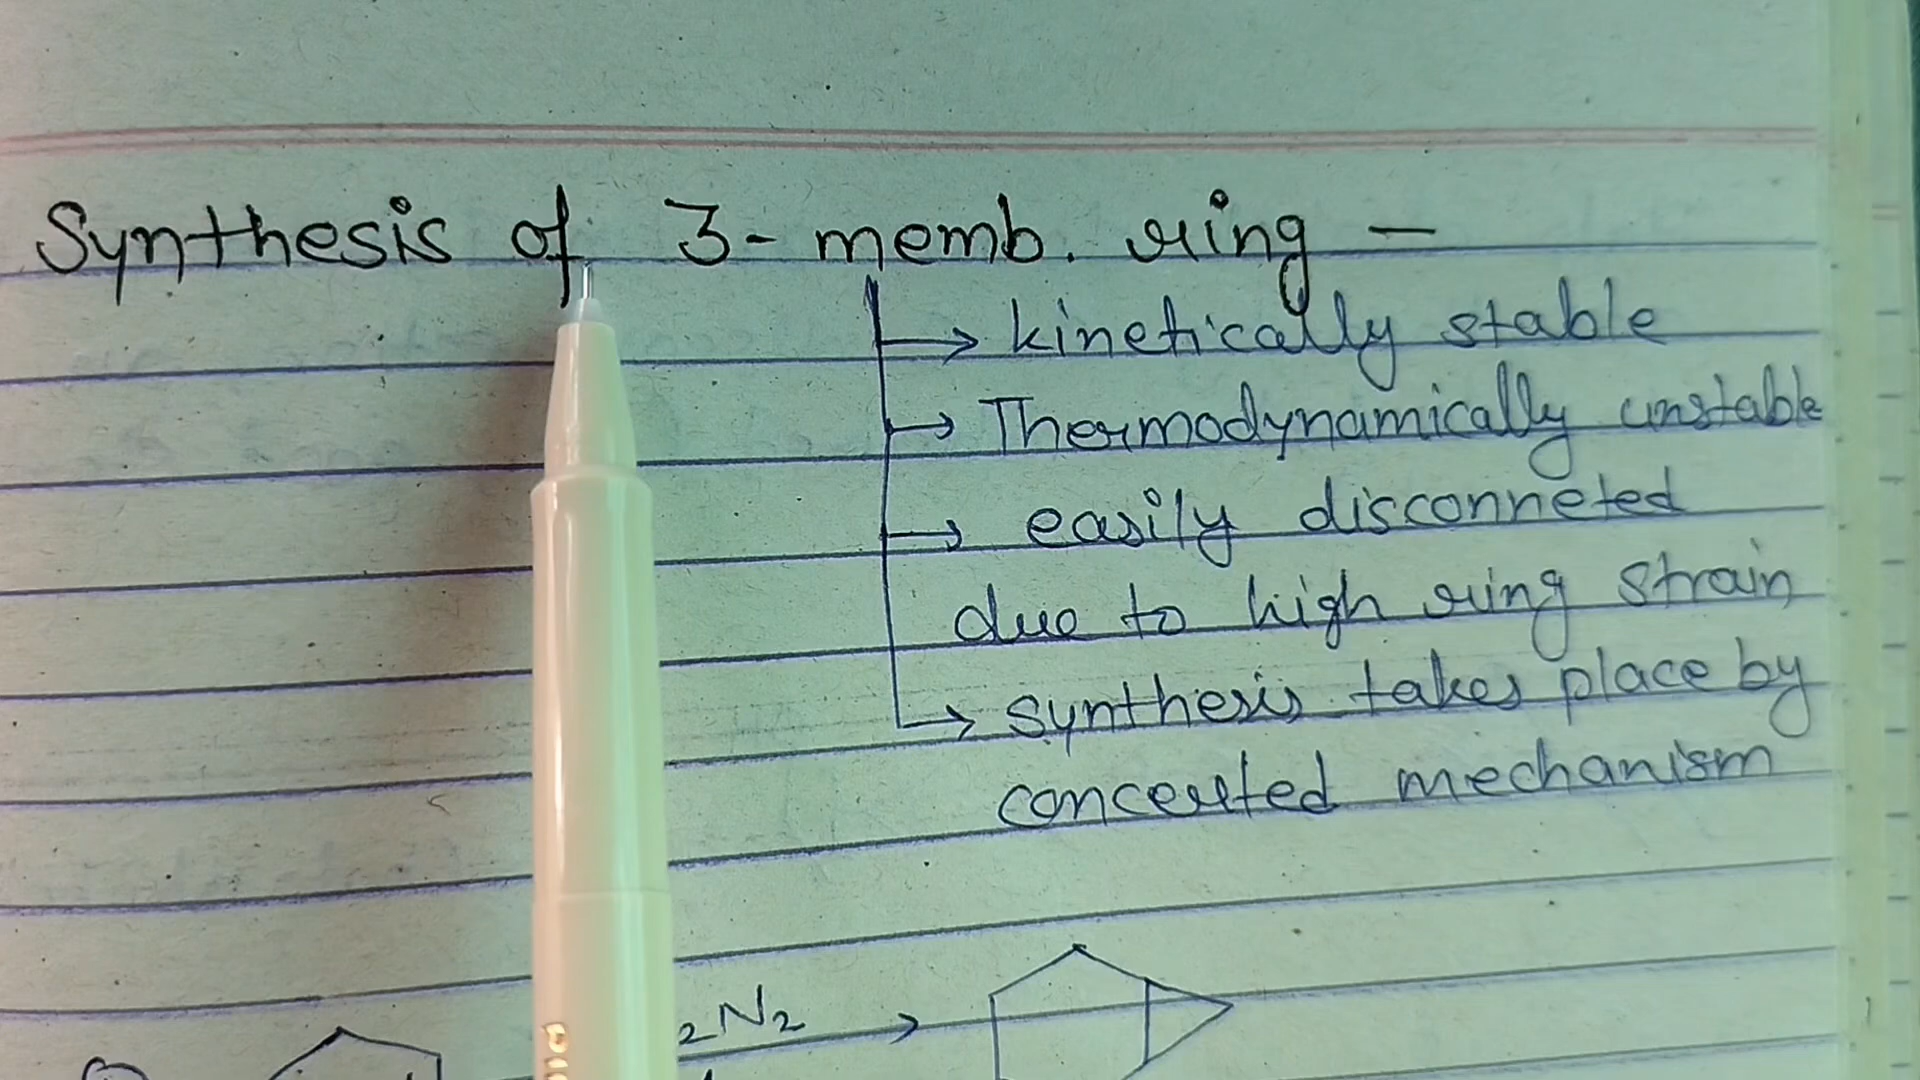 Synthesis of 3- memb. ring —
→ kinetically stable
→ Thermodynamically unstable
→ easily disconneted
due to high ring strain
→ synthesis takes place by
concerted mechanism
2N2 →